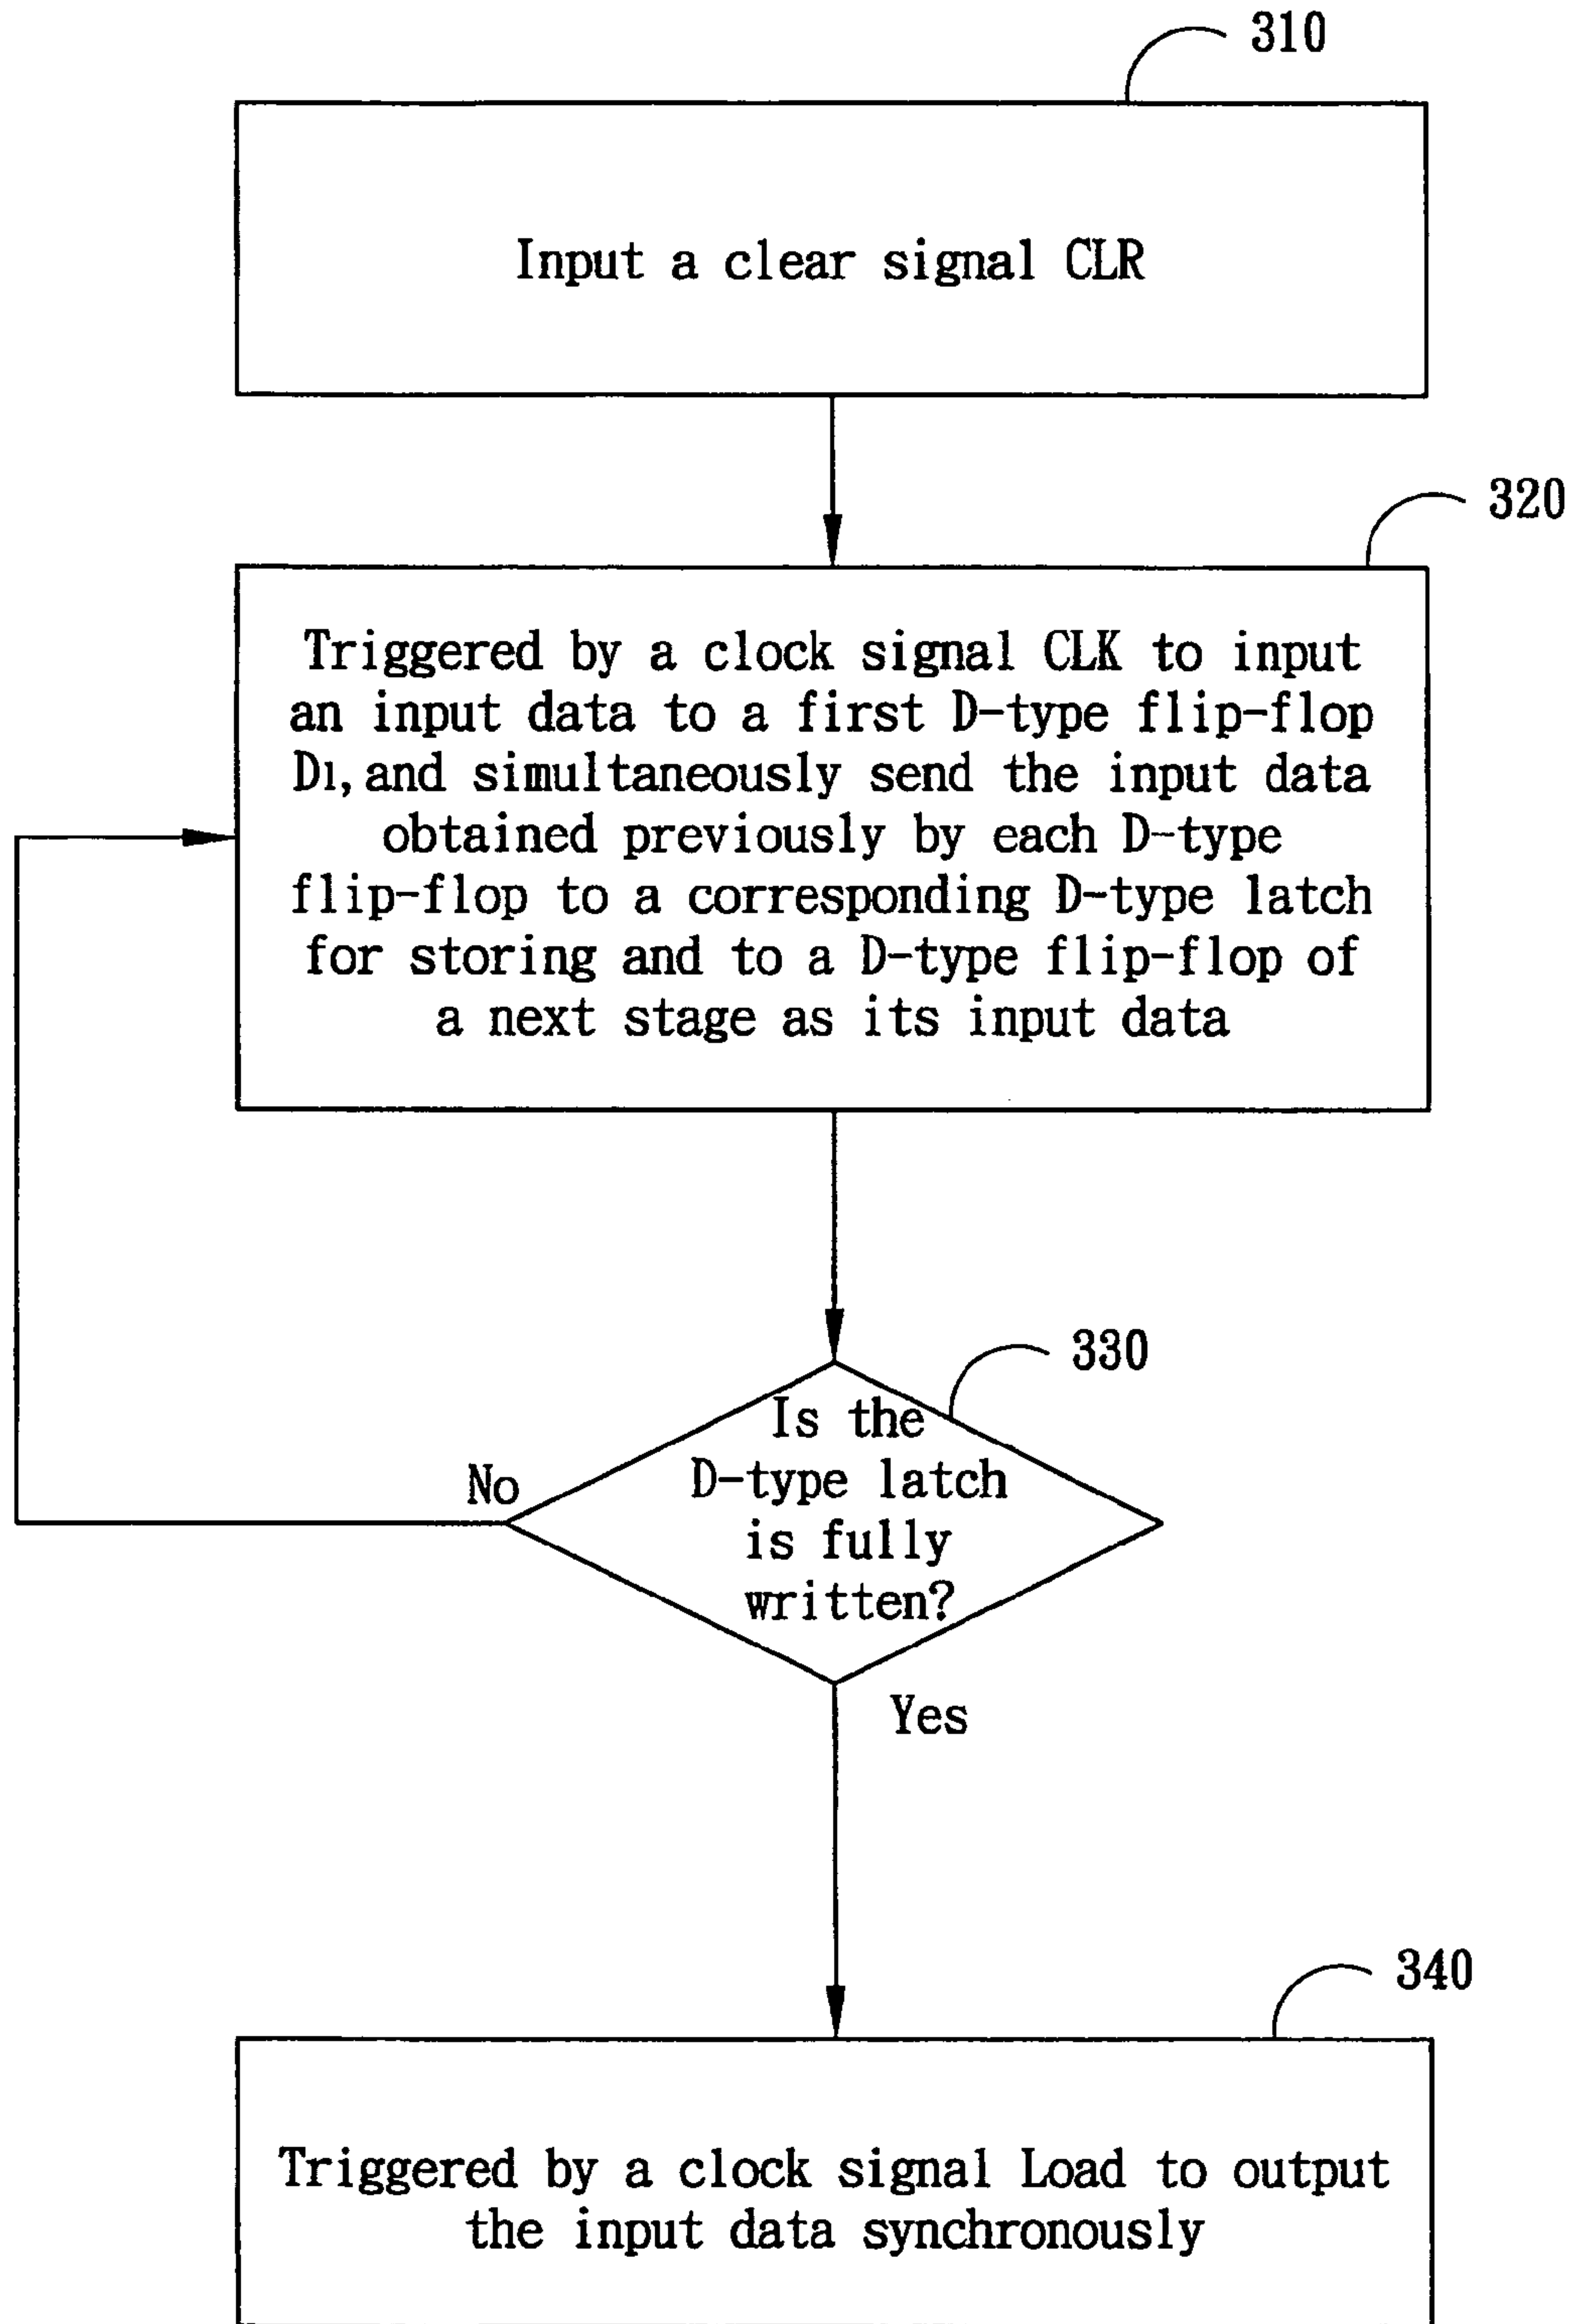 310
Input a clear signal CLR
320
Triggered by a clock signal CLK to input
an input data to a first D-type flip-flop
D1, and simultaneously send the input data
obtained previously by each D-type
flip-flop to a corresponding D-type latch
for storing and to a D-type flip-flop of
a next stage as its input data
330
Is the
D-type latch
is fully
written?
No
Yes
340
Triggered by a clock signal Load to output
the input data synchronously